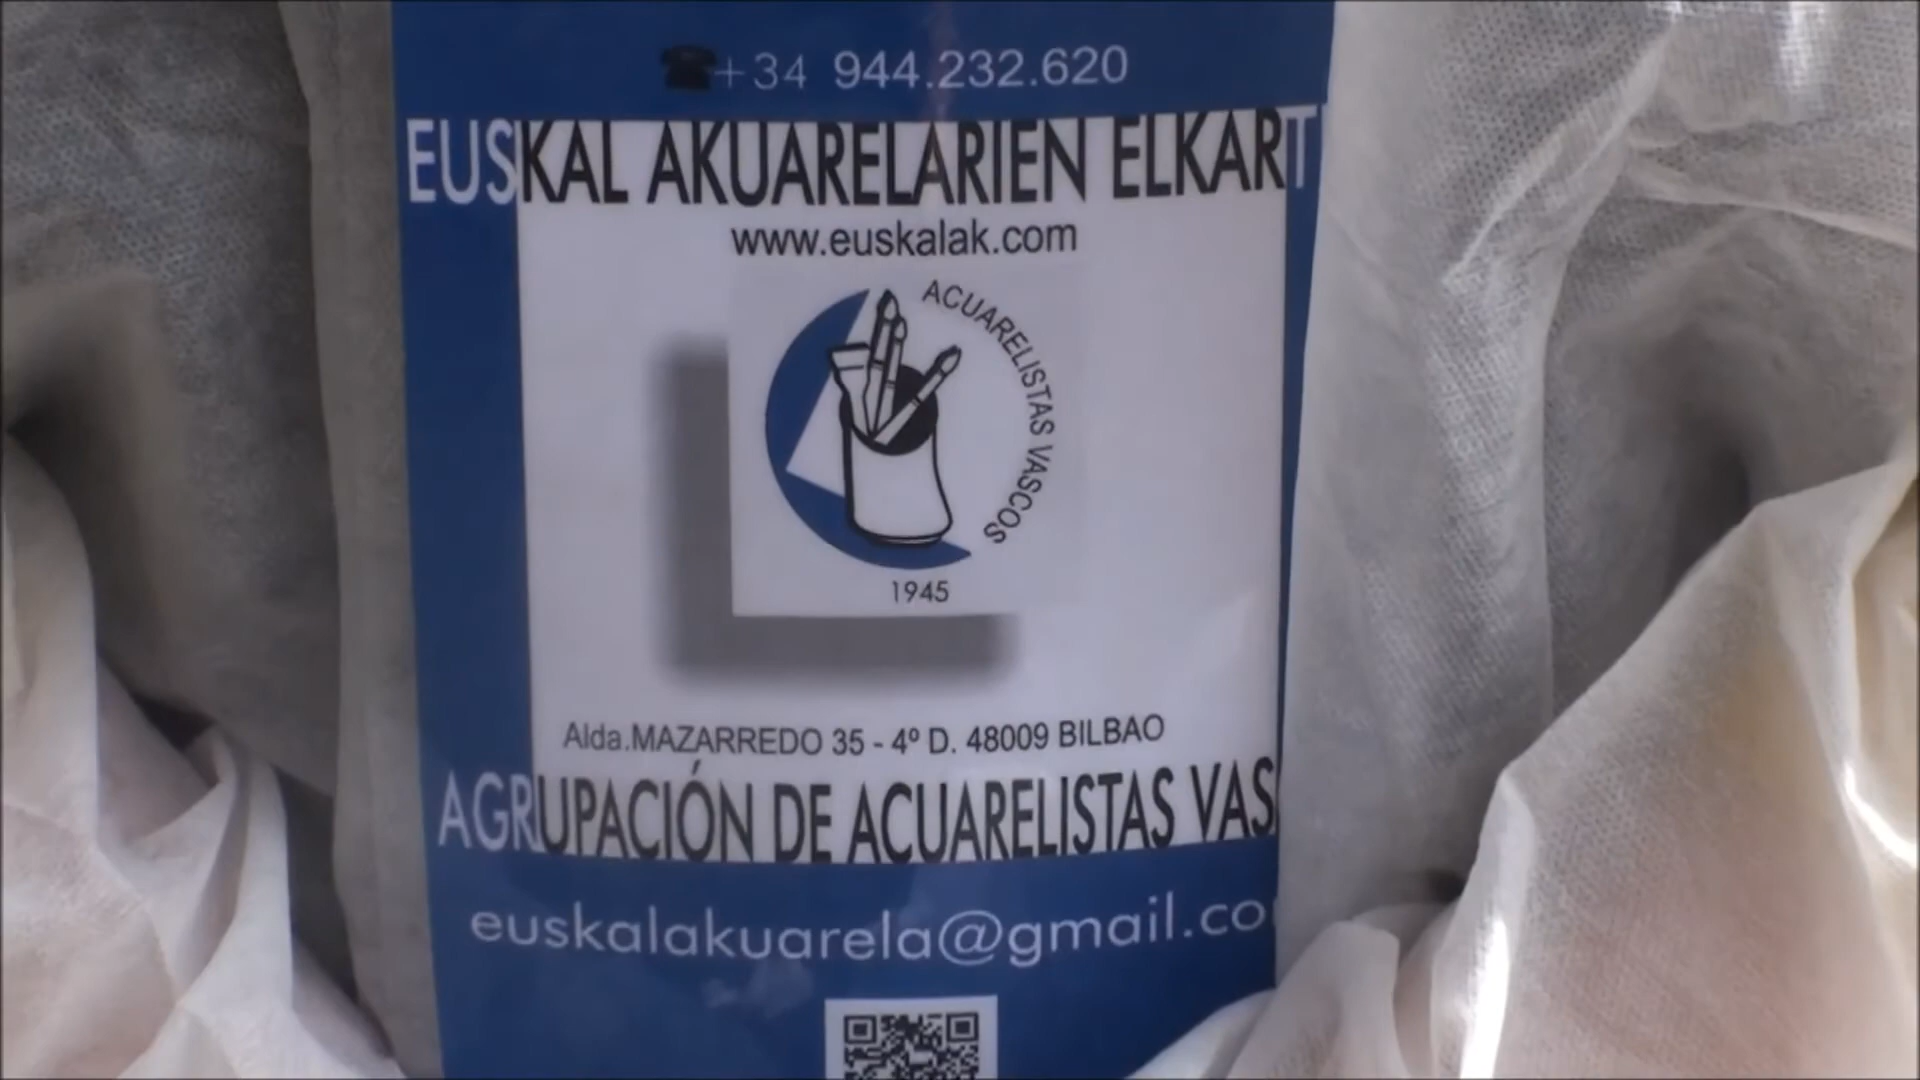 +34 944.232.620
EUSKAL AKUARELARIEN ELKART
www.euskalak.com
ACUARELISTAS VASCOS
1945
Alda.MAZARREDO 35 - 4º D. 48009 BILBAO
AGRUPACIÓN DE ACUARELISTAS VAS
euskalakuarela@gmail.co